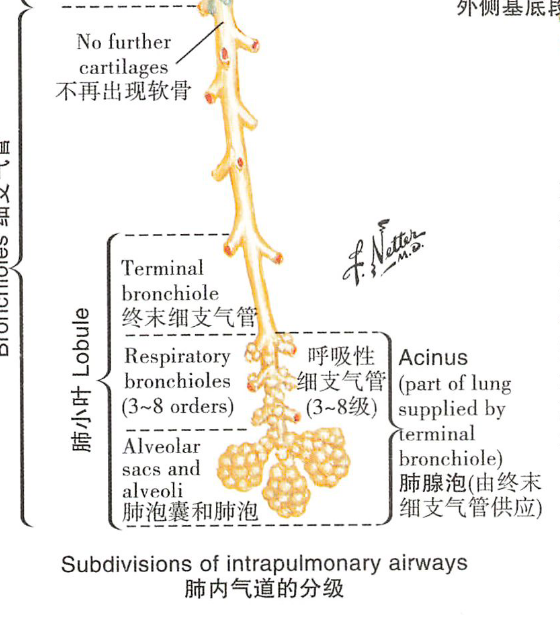 外侧基底段
No further
cartilages
不再出现软骨
Bronchioles 细支气管
F. Netter
M.D.
Terminal
bronchiole
终末细支气管
肺小叶 Lobule
Respiratory
bronchioles
(3~8 orders)
呼吸性
细支气管
(3~8级)
Acinus
(part of lung
supplied by
terminal
bronchiole)
肺腺泡(由终末
细支气管供应)
Alveolar
sacs and
alveoli
肺泡囊和肺泡
Subdivisions of intrapulmonary airways
肺内气道的分级